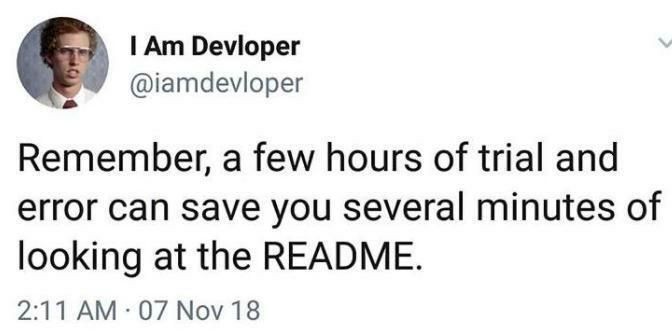 I Am Devloper
@iamdevloper
Remember, a few hours of trial and
error can save you several minutes of
looking at the README.
2:11 AM · 07 Nov 18